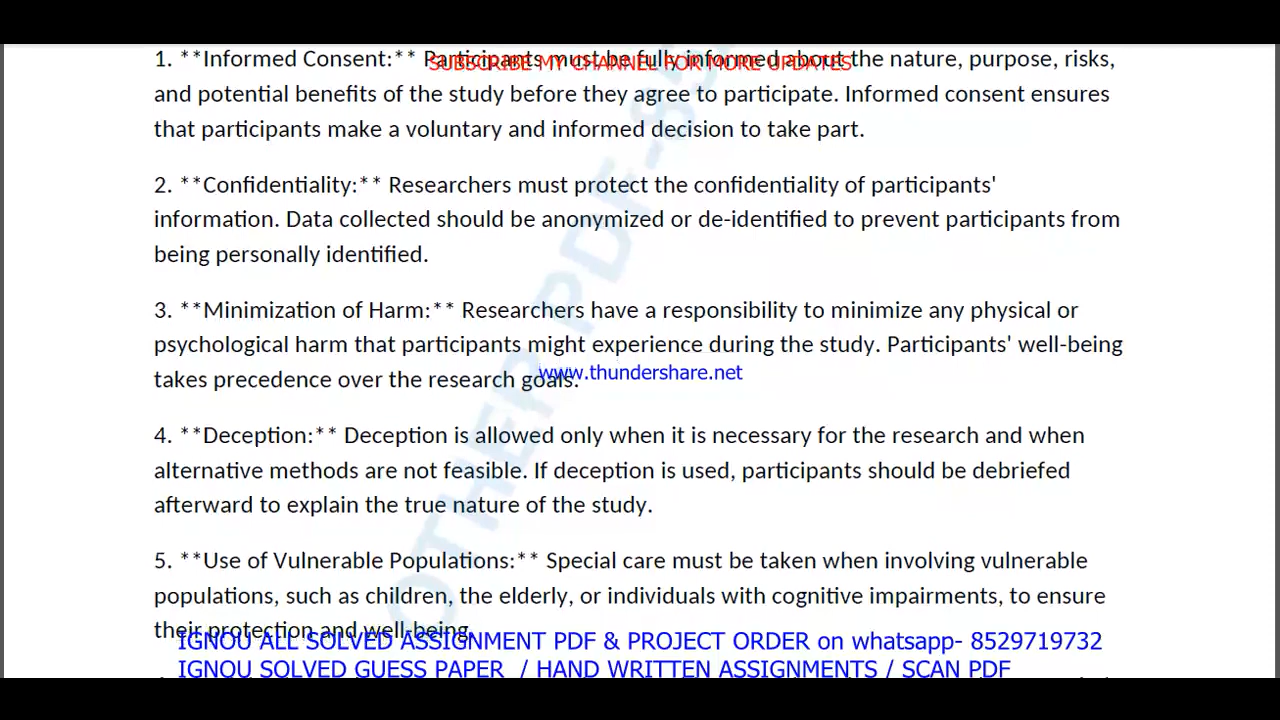 1. **Informed Consent:** Participants must be fully informed about the nature, purpose, risks,
SUBSCRIBE MY CHANNEL FOR MORE UPDATES
and potential benefits of the study before they agree to participate. Informed consent ensures
that participants make a voluntary and informed decision to take part.
2. **Confidentiality:** Researchers must protect the confidentiality of participants'
information. Data collected should be anonymized or de-identified to prevent participants from
being personally identified.
3. **Minimization of Harm:** Researchers have a responsibility to minimize any physical or
psychological harm that participants might experience during the study. Participants' well-being
takes precedence over the research goals.
www.thundershare.net
4. **Deception:** Deception is allowed only when it is necessary for the research and when
alternative methods are not feasible. If deception is used, participants should be debriefed
afterward to explain the true nature of the study.
5. **Use of Vulnerable Populations:** Special care must be taken when involving vulnerable
populations, such as children, the elderly, or individuals with cognitive impairments, to ensure
their protection and well-being.
IGNOU ALL SOLVED ASSIGNMENT PDF & PROJECT ORDER on whatsapp- 8529719732
IGNOU SOLVED GUESS PAPER / HAND WRITTEN ASSIGNMENTS / SCAN PDF
OTHER PDF-85